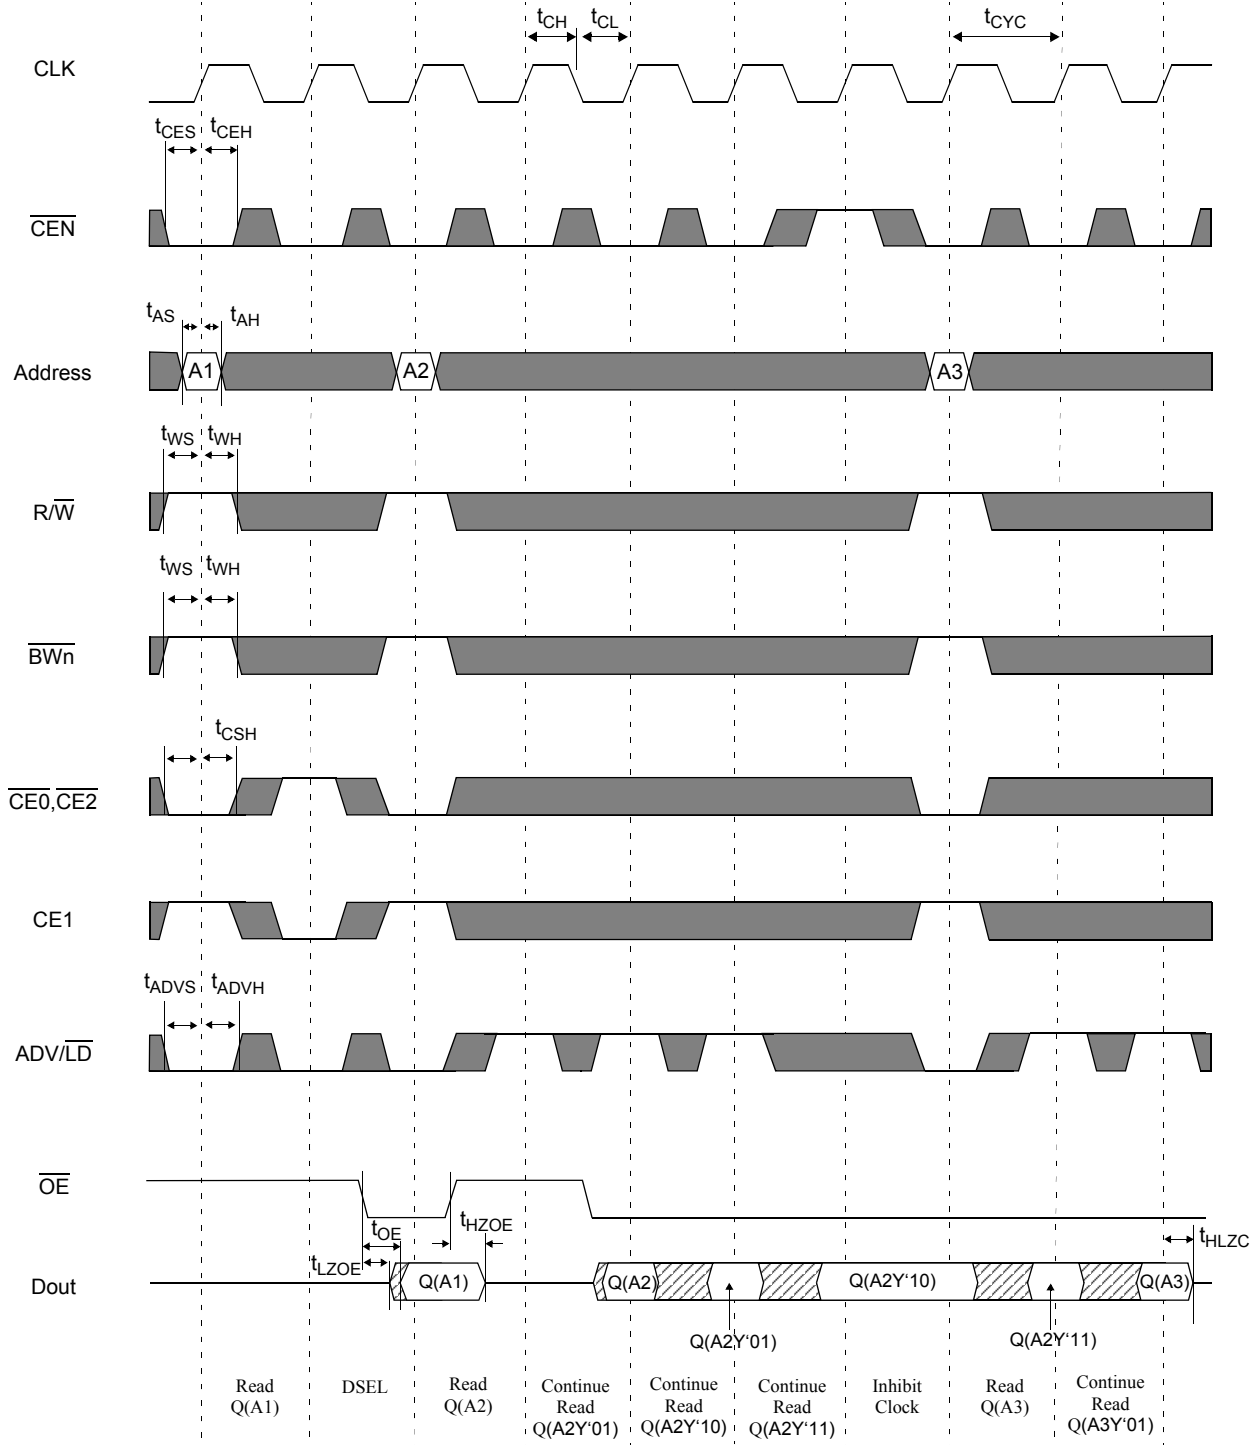 tCH tCL tCYC
CLK
tCES tCEH
CEN
tAS tAH
Address A1 A2 A3
tWS tWH
R/W
tWS tWH
BWn
tCSH
CE0,CE2
CE1
tADVS tADVH
ADV/LD
OE
tOE tHZOE
tLZOE tHLZC
Dout Q(A1) Q(A2) Q(A2Y‘10) Q(A3)
Q(A2Y‘01) Q(A2Y‘11)
Read
Q(A1)
DSEL
Read
Q(A2)
Continue
Read
Q(A2Y‘01)
Continue
Read
Q(A2Y‘10)
Continue
Read
Q(A2Y‘11)
Inhibit
Clock
Read
Q(A3)
Continue
Read
Q(A3Y‘01)